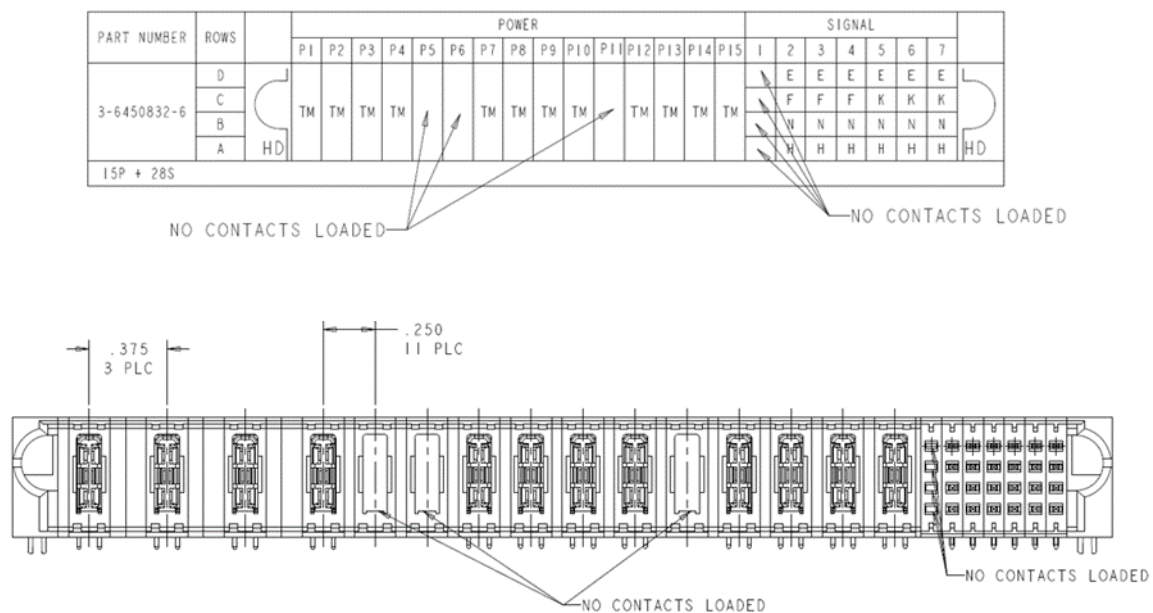 POWER SIGNAL
PART NUMBER ROWS P1 P2 P3 P4 P5 P6 P7 P8 P9 P10 P11 P12 P13 P14 P15 1 2 3 4 5 6 7
D E E E E E E
C F F F K K K
3-6450832-6 TM TM TM TM TM TM TM TM TM TM TM TM
B N N N N N N
A HD H H H H H H HD
15P + 28S
NO CONTACTS LOADED NO CONTACTS LOADED
.375
3 PLC
.250
11 PLC
NO CONTACTS LOADED
NO CONTACTS LOADED